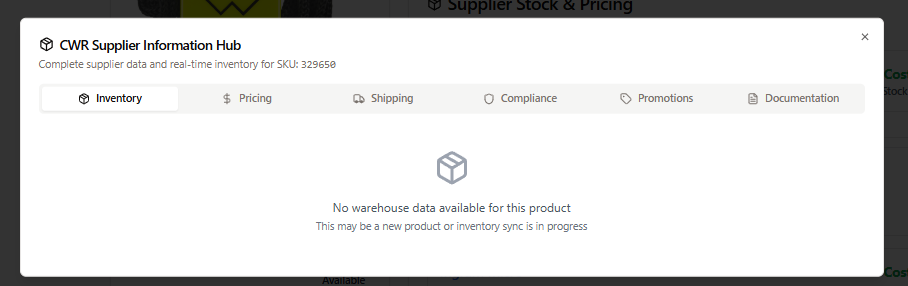 Supplier Stock & Pricing
CWR Supplier Information Hub
Complete supplier data and real-time inventory for SKU: 329650
Inventory
Pricing
Shipping
Compliance
Promotions
Documentation
Cos
Stock
No warehouse data available for this product
This may be a new product or inventory sync is in progress
Available
Cos